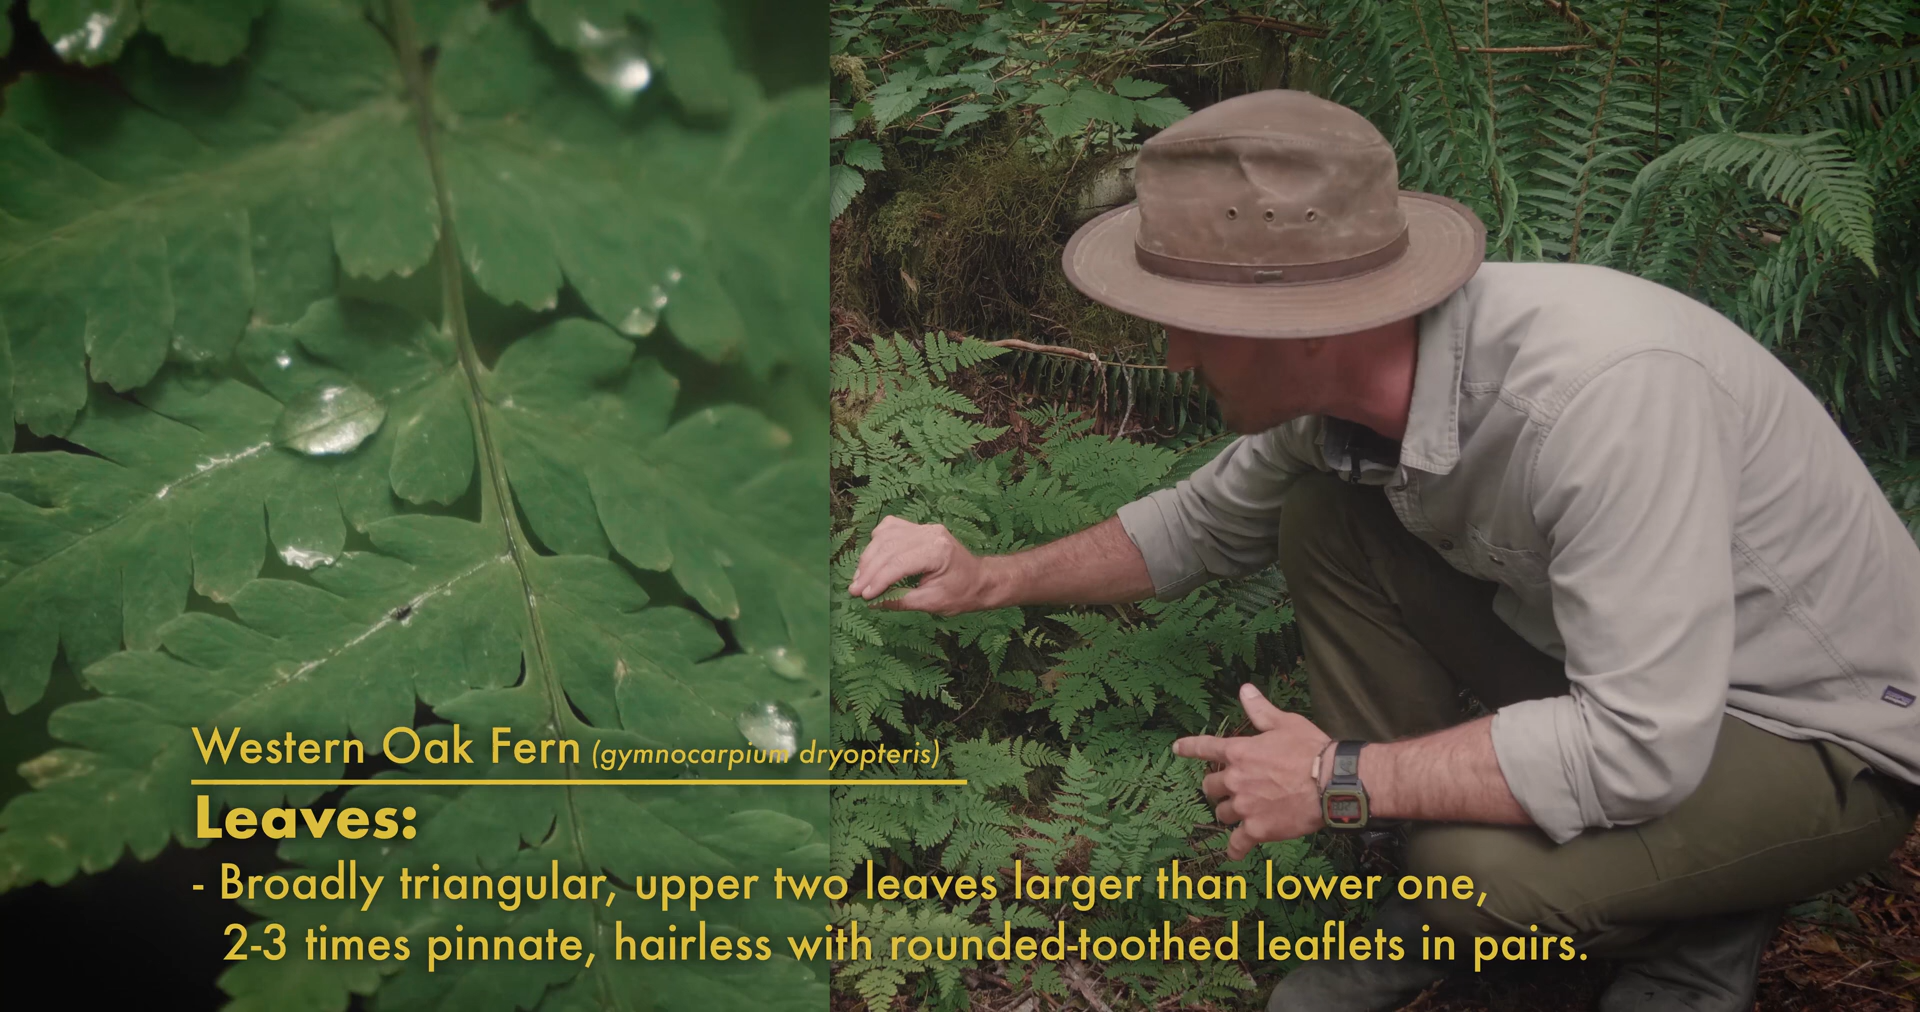 Western Oak Fern (gymnocarpium dryopteris)
Leaves:
- Broadly triangular, upper two leaves larger than lower one,
2-3 times pinnate, hairless with rounded-toothed leaflets in pairs.